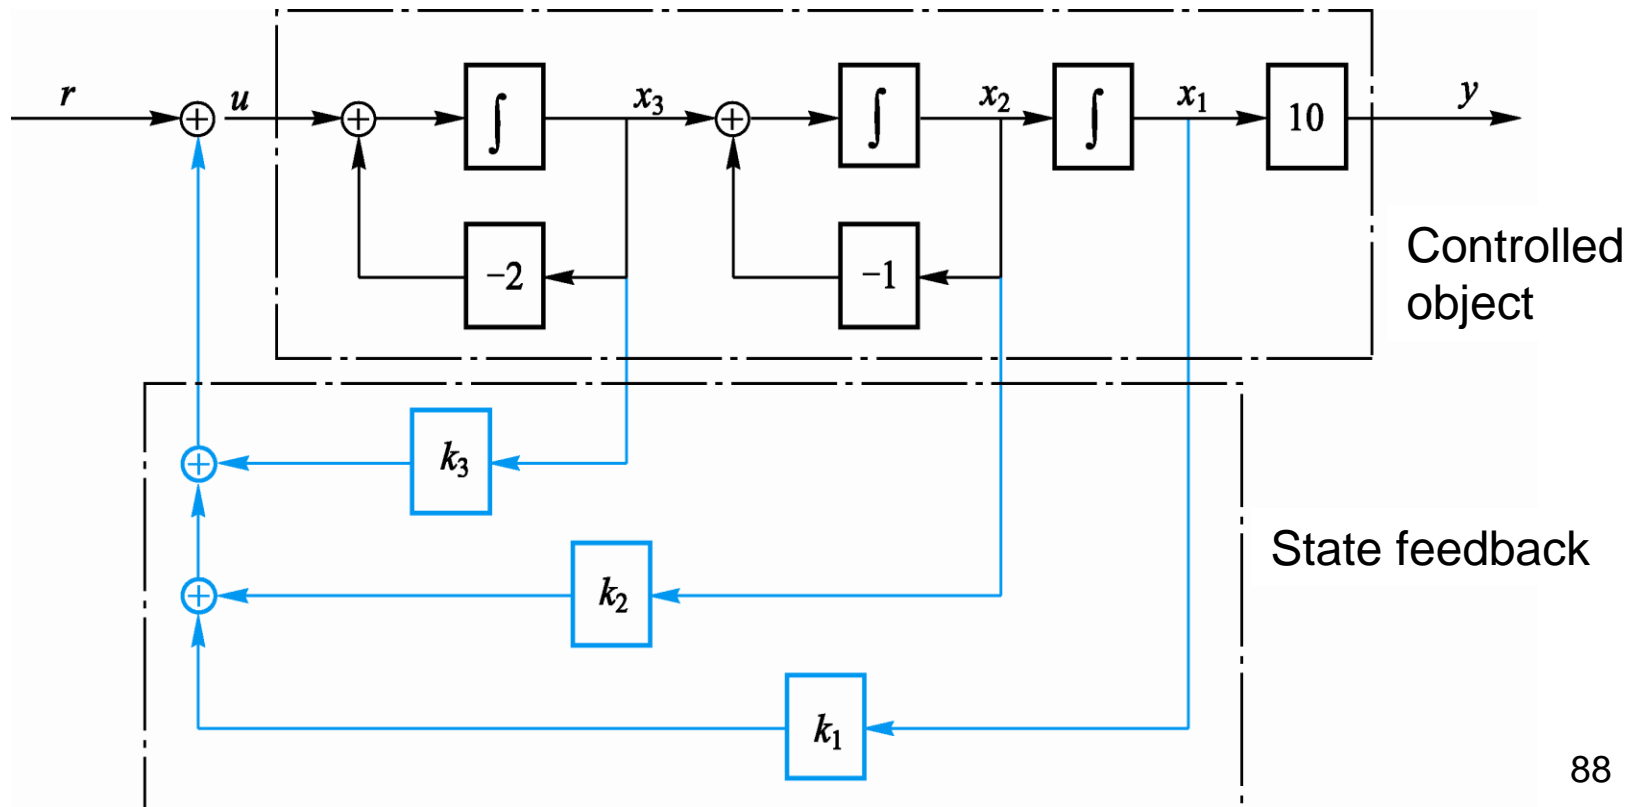 r u ∫ x₃ ∫ x₂ ∫ x₁ 10 y
−2 −1
Controlled
object
k₃
State feedback
k₂
k₁
88